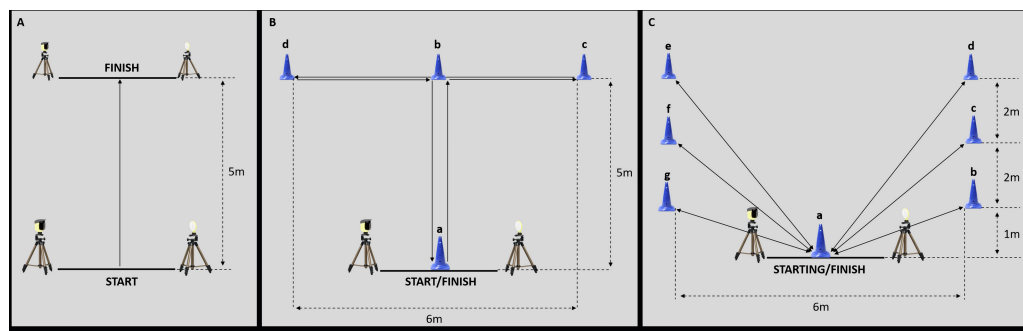 A
FINISH
5m
START
B
d
b
c
5m
a
START/FINISH
6m
C
e
d
2m
f
c
2m
g
b
a
1m
STARTING/FINISH
6m